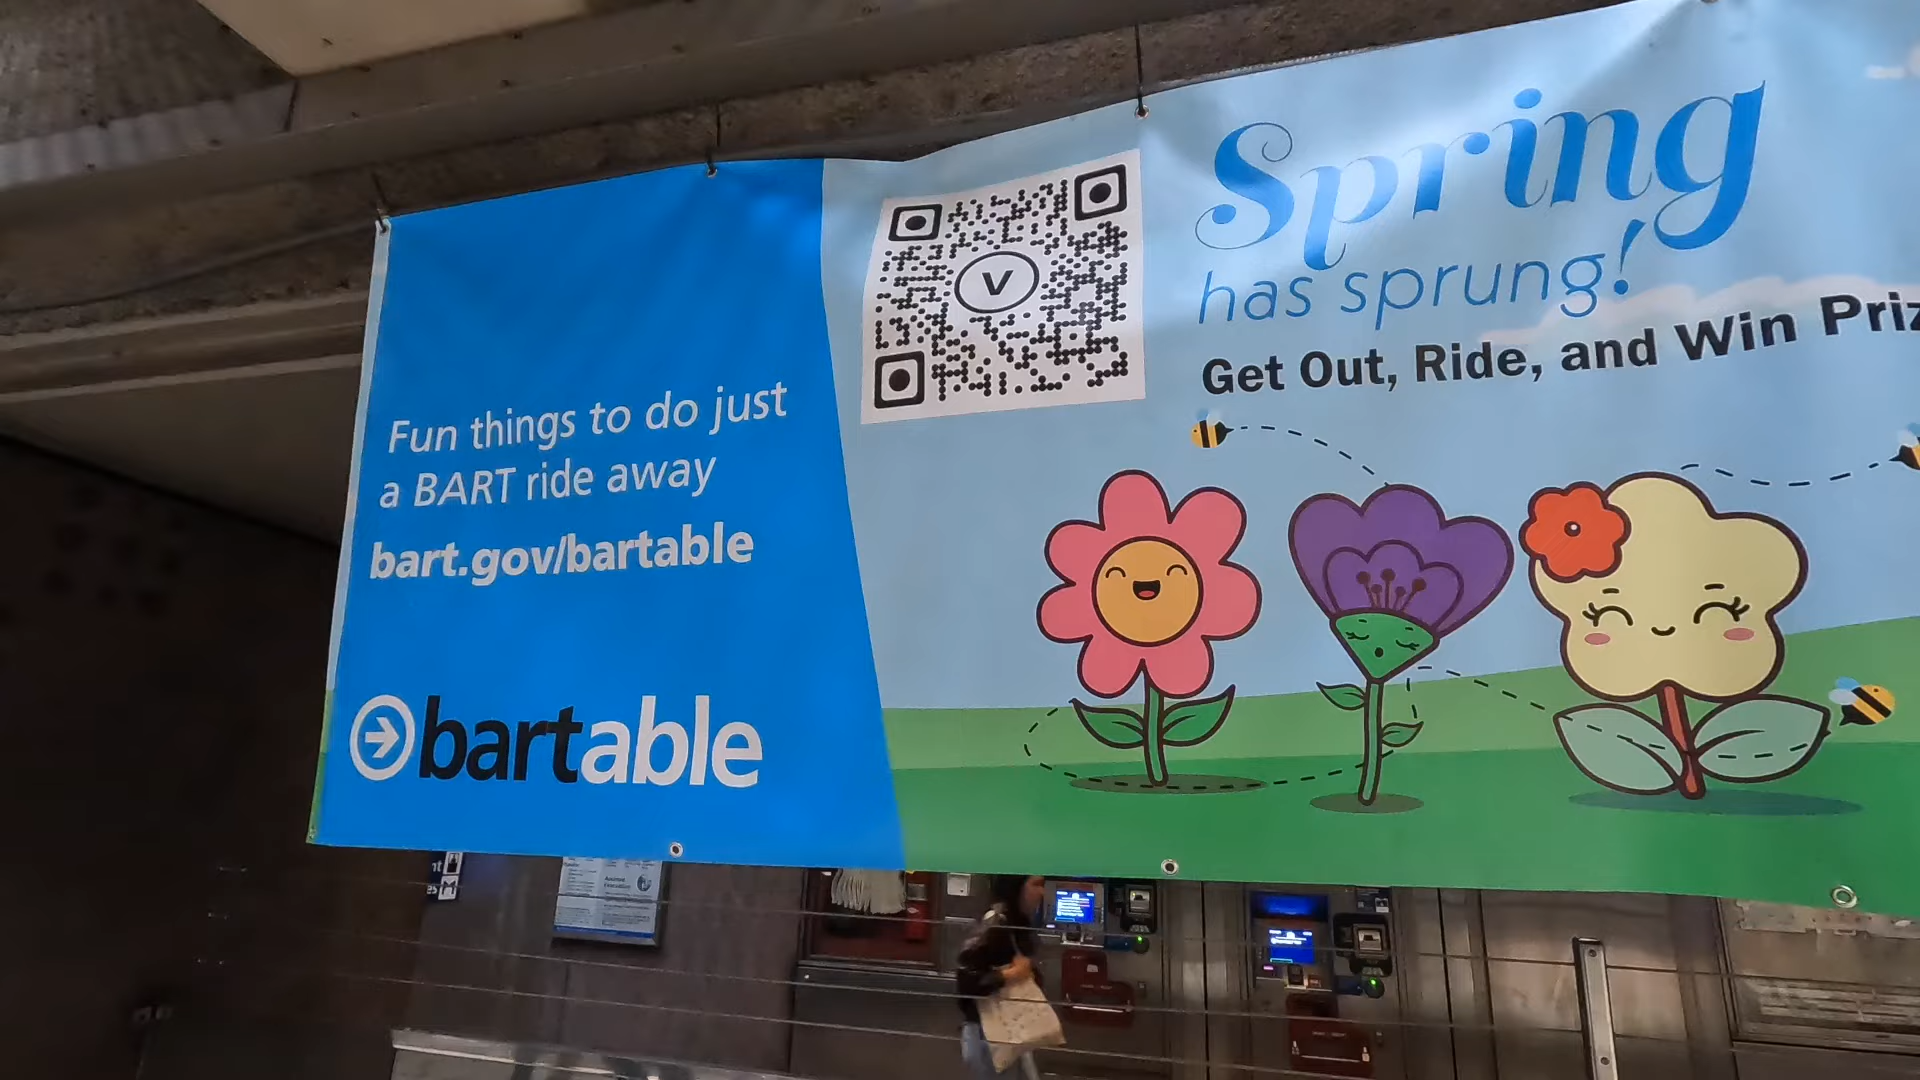 Fun things to do just
a BART ride away
bart.gov/bartable
bartable
V
Spring
has sprung!
Get Out, Ride, and Win Priz